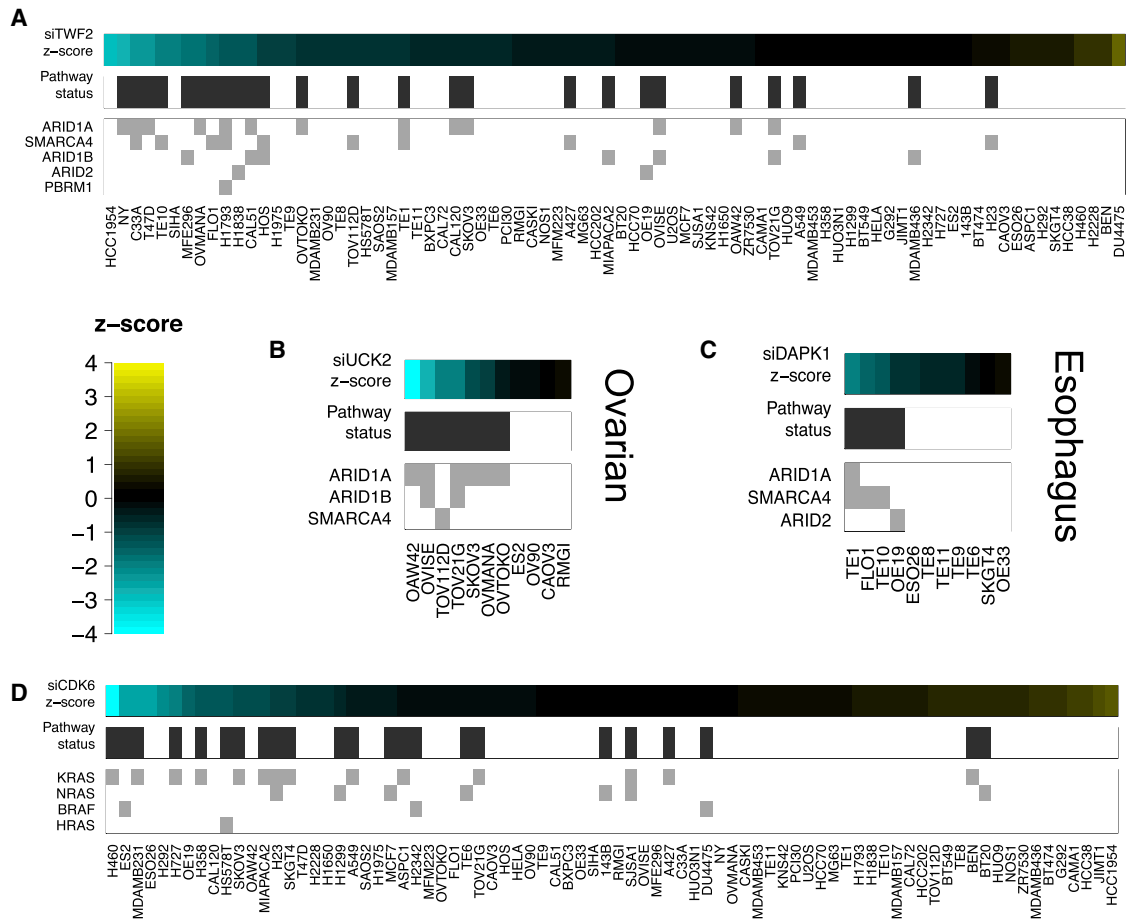 A
siTWF2
z−score
Pathway
status
ARID1A
SMARCA4
ARID1B
ARID2
PBRM1
HCC1954
NY
C33A
T47D
TE10
SIHA
MFE296
OVMANA
FLO1
H1793
H1838
CAL51
HOS
H1975
TE9
OVTOKO
MDAMB231
OV90
TE8
TOV112D
HS578T
SAOS2
MDAMB157
TE1
TE11
BXPC3
CAL72
CAL120
SKOV3
OE33
TE6
PCI30
RMGI
CASKI
NOS1
MFM223
A427
MG63
HCC202
MIAPACA2
BT20
HCC70
OE19
OVISE
U2OS
MCF7
SJSA1
KNS42
H1650
OAW42
ZR7530
CAMA1
TOV21G
HUO9
A549
MDAMB453
H358
HUO3N1
H1299
BT549
HELA
G292
JIMT1
MDAMB436
H2342
H727
ES2
143B
BT474
H23
CAOV3
ESO26
ASPC1
H292
SKGT4
HCC38
H460
H2228
BEN
DU4475
z−score
4
3
2
1
0
−1
−2
−3
−4
B
siUCK2
z−score
Pathway
status
ARID1A
ARID1B
SMARCA4
OAW42
OVISE
TOV112D
TOV21G
SKOV3
OVMANA
OVTOKO
ES2
OV90
CAOV3
RMGI
Ovarian
C
siDAPK1
z−score
Pathway
status
ARID1A
SMARCA4
ARID2
TE1
FLO1
TE10
OE19
ESO26
TE8
TE11
TE9
TE6
SKGT4
OE33
Esophagus
D
siCDK6
z−score
Pathway
status
KRAS
NRAS
BRAF
HRAS
H460
ES2
MDAMB231
ESO26
H292
H727
OE19
H358
CAL120
HS578T
SKOV3
OAW42
MIAPACA2
H23
SKGT4
T47D
H2228
H1650
H1299
A549
SAOS2
H1975
MCF7
ASPC1
H2342
MFM223
OVTOKO
FLO1
TE6
TOV21G
CAOV3
HOS
HELA
OV90
TE9
CAL51
BXPC3
OE33
SIHA
143B
RMGI
SJSA1
OVISE
MFE296
A427
C33A
HUO3N1
DU4475
NY
OVMANA
CASKI
MDAMB453
TE11
KNS42
PCI30
U2OS
HCC70
MG63
TE1
H1793
H1838
TE10
MDAMB157
CAL72
HCC202
TOV112D
BT549
TE8
BEN
BT20
HUO9
NOS1
ZR7530
MDAMB436
BT474
G292
CAMA1
HCC38
JIMT1
HCC1954